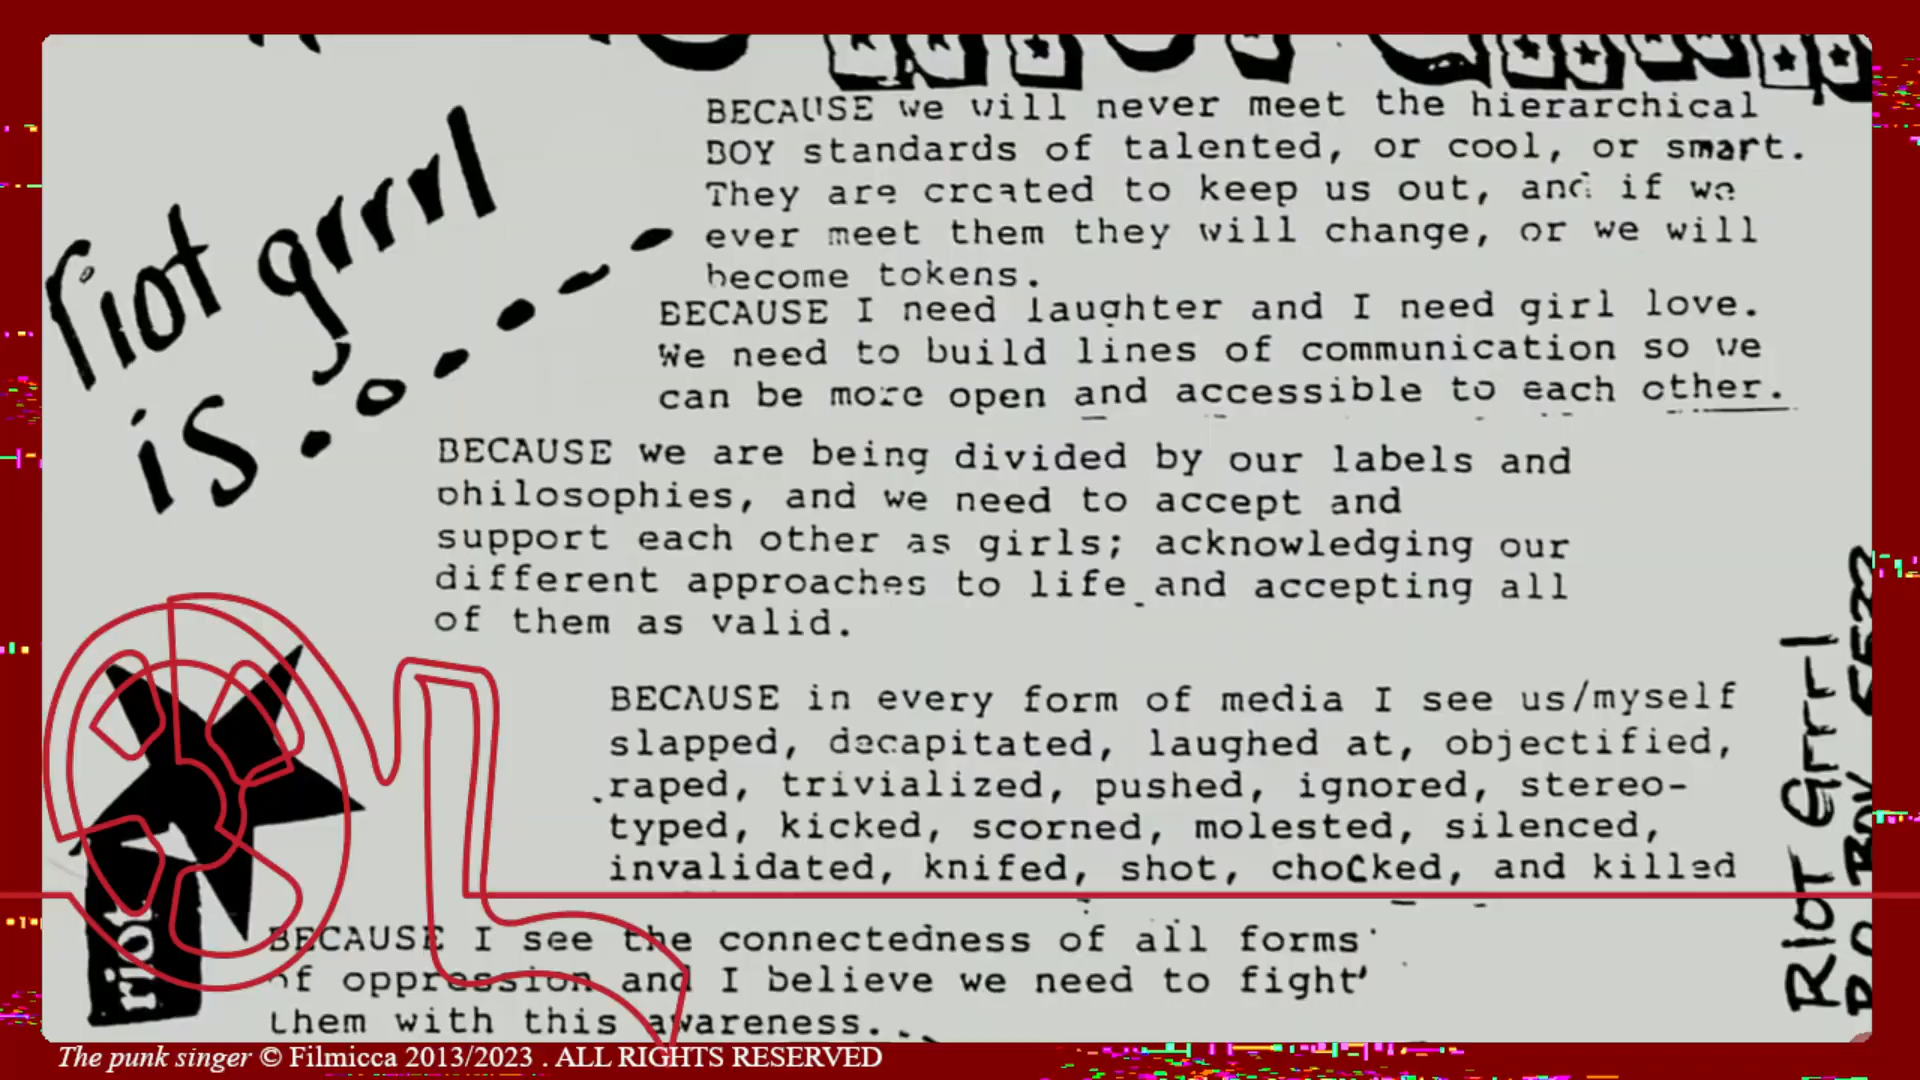 riot grrrl
is.
BECAUSE we will never meet the hierarchical
BOY standards of talented, or cool, or smart.
They are created to keep us out, and if we
ever meet them they will change, or we will
become tokens.
BECAUSE I need laughter and I need girl love.
We need to build lines of communication so we
can be more open and accessible to each other.
BECAUSE we are being divided by our labels and
philosophies, and we need to accept and
support each other as girls; acknowledging our
different approaches to life and accepting all
of them as valid.
BECAUSE in every form of media I see us/myself
slapped, decapitated, laughed at, objectified,
raped, trivialized, pushed, ignored, stereo-
typed, kicked, scorned, molested, silenced,
invalidated, knifed, shot, choCked, and killed
BECAUSE I see the connectedness of all forms
of oppression and I believe we need to fight
them with this awareness.
riot
RioT Grrrl
The punk singer © Filmicca 2013/2023 . ALL RIGHTS RESERVED